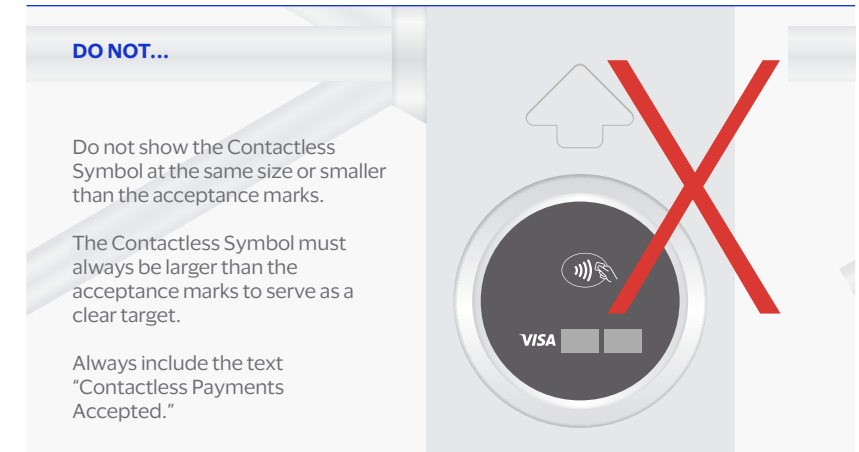 DO NOT...
Do not show the Contactless
Symbol at the same size or smaller
than the acceptance marks.
The Contactless Symbol must
always be larger than the
acceptance marks to serve as a
clear target.
Always include the text
“Contactless Payments
Accepted.”
VISA